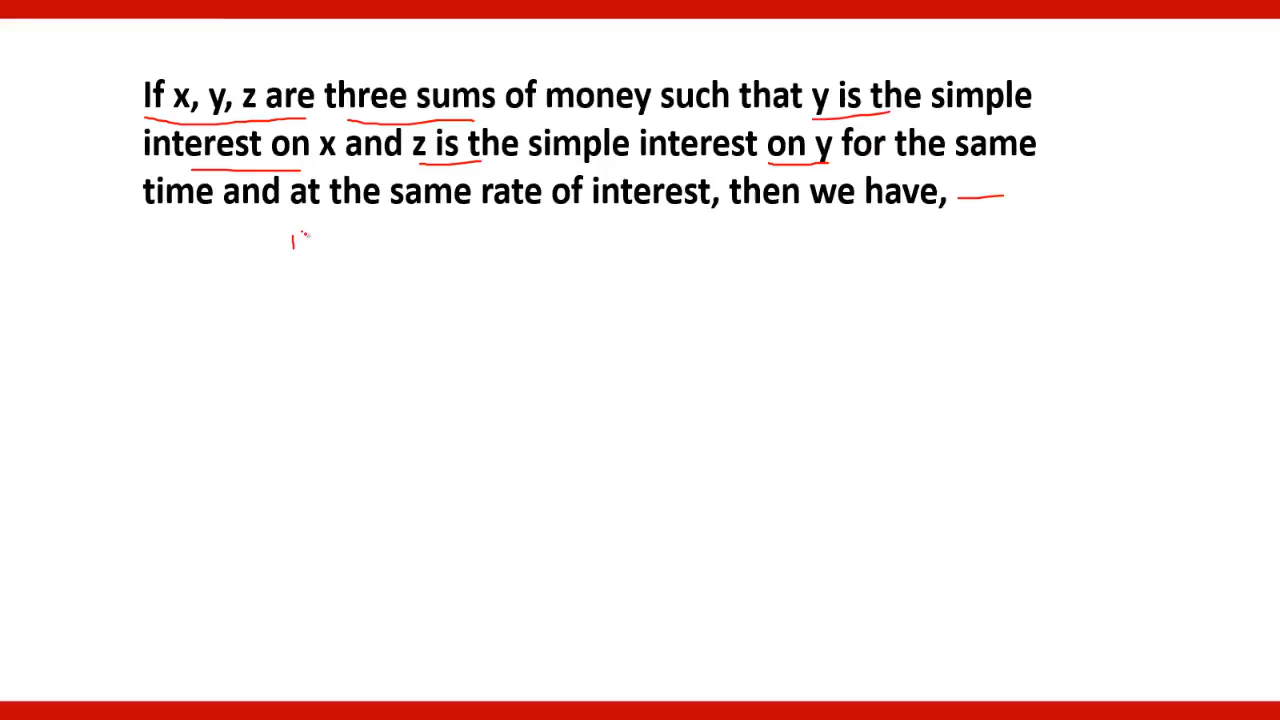 If x, y, z are three sums of money such that y is the simple
interest on x and z is the simple interest on y for the same
time and at the same rate of interest, then we have,